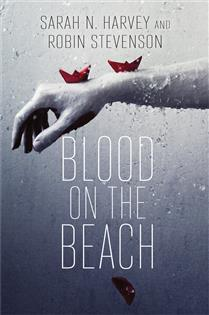 SARAH N. HARVEY AND
ROBIN STEVENSON
BLOOD
ON THE
BEACH